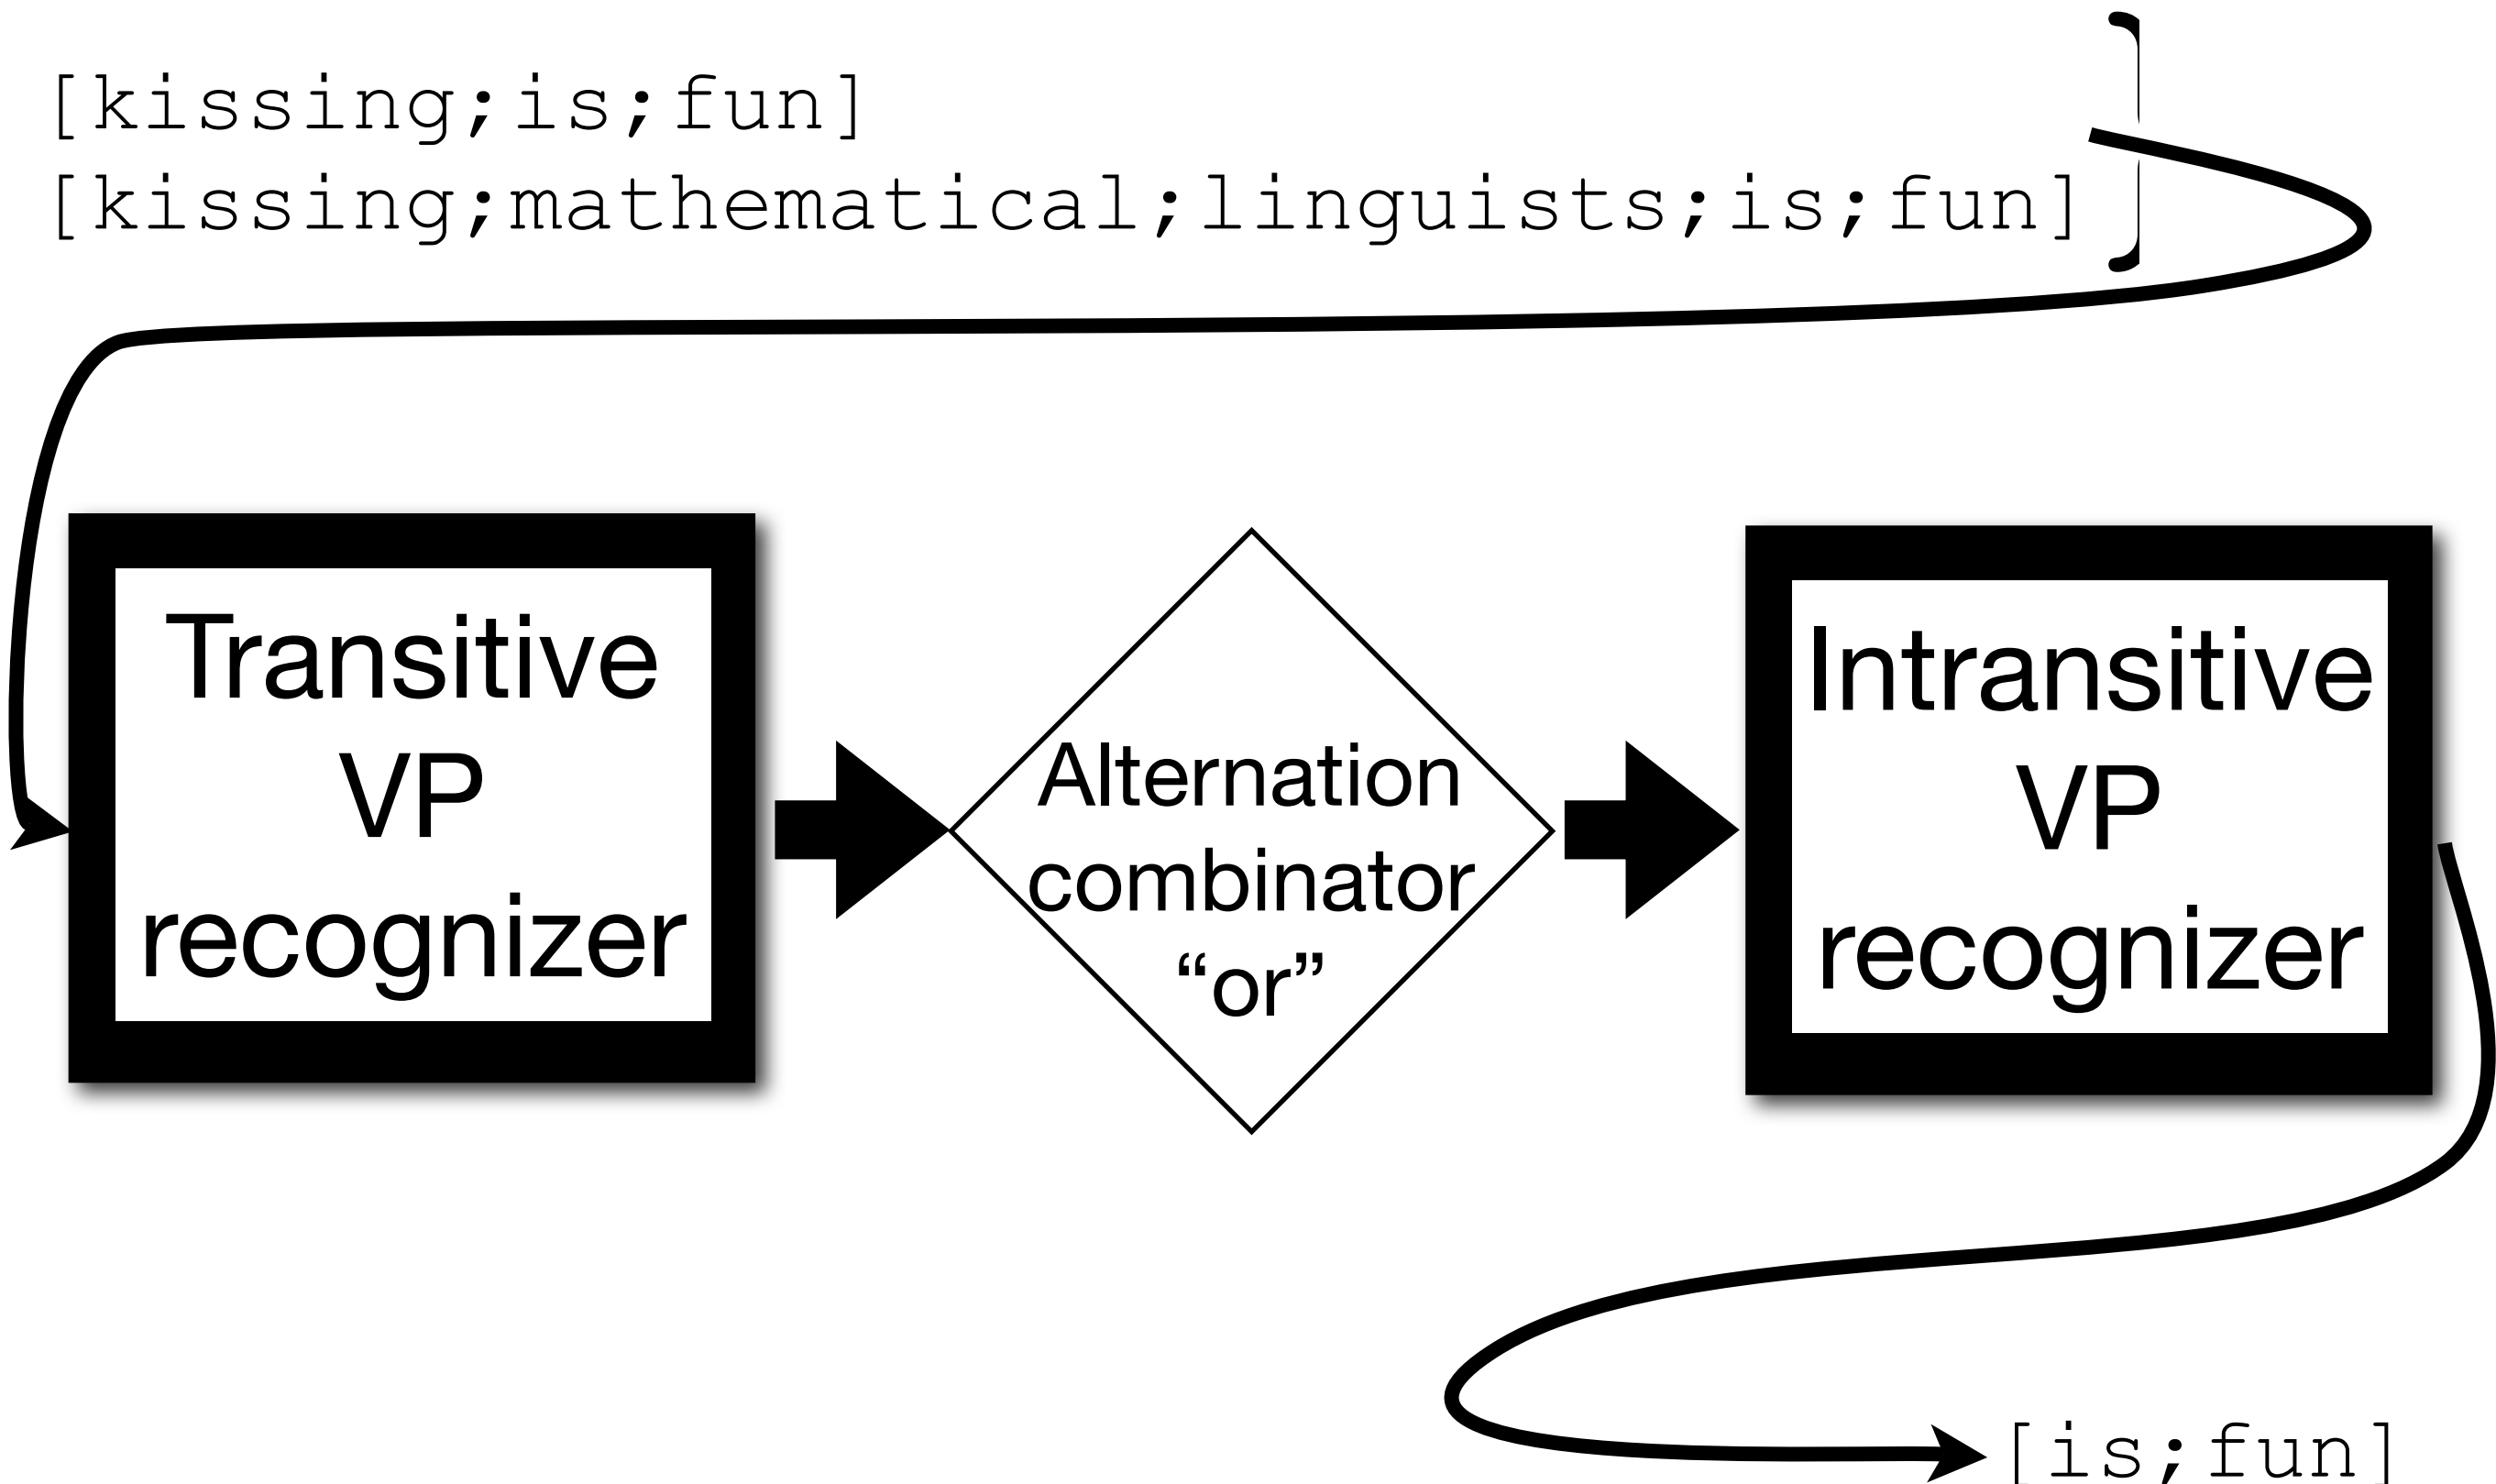 [kissing;is;fun]
[kissing;mathematical;linguists;is;fun]
Transitive
VP
recognizer
Alternation
combinator
“or”
Intransitive
VP
recognizer
[is;fun]